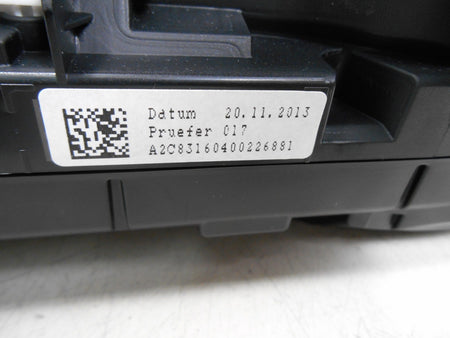 Datum 20.11.2013
Pruefer 017
A2C83160400226881